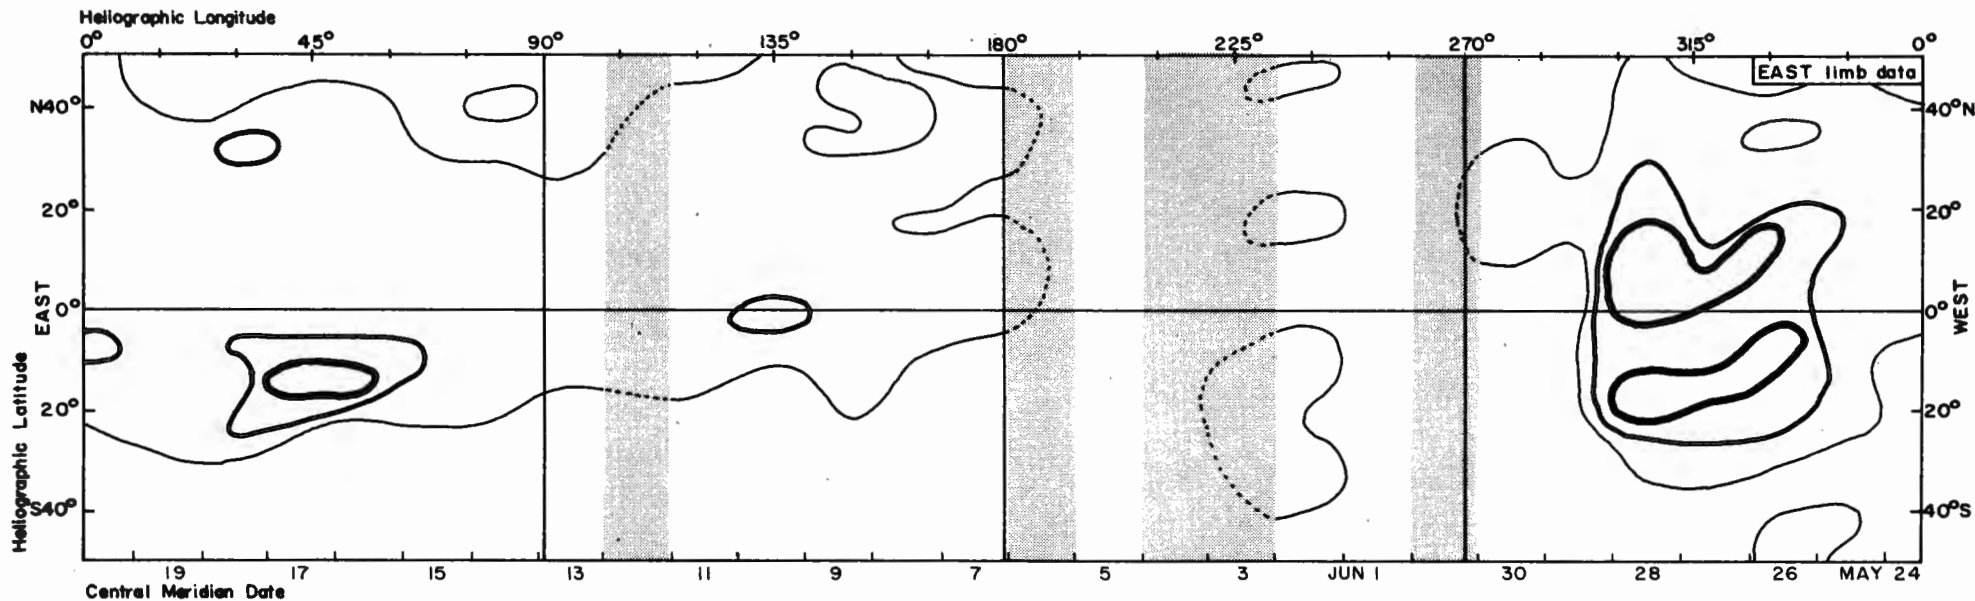 Heliographic Longitude
0° 45° 90° 135° 180° 225° 270° 315° 0°
EAST limb data
N40° 40°N
20° 20°
EAST 0° 0° WEST
Heliographic Latitude
20° 20°
S40° 40°S
19 17 15 13 11 9 7 5 3 JUN 1 30 28 26 MAY 24
Central Meridian Date